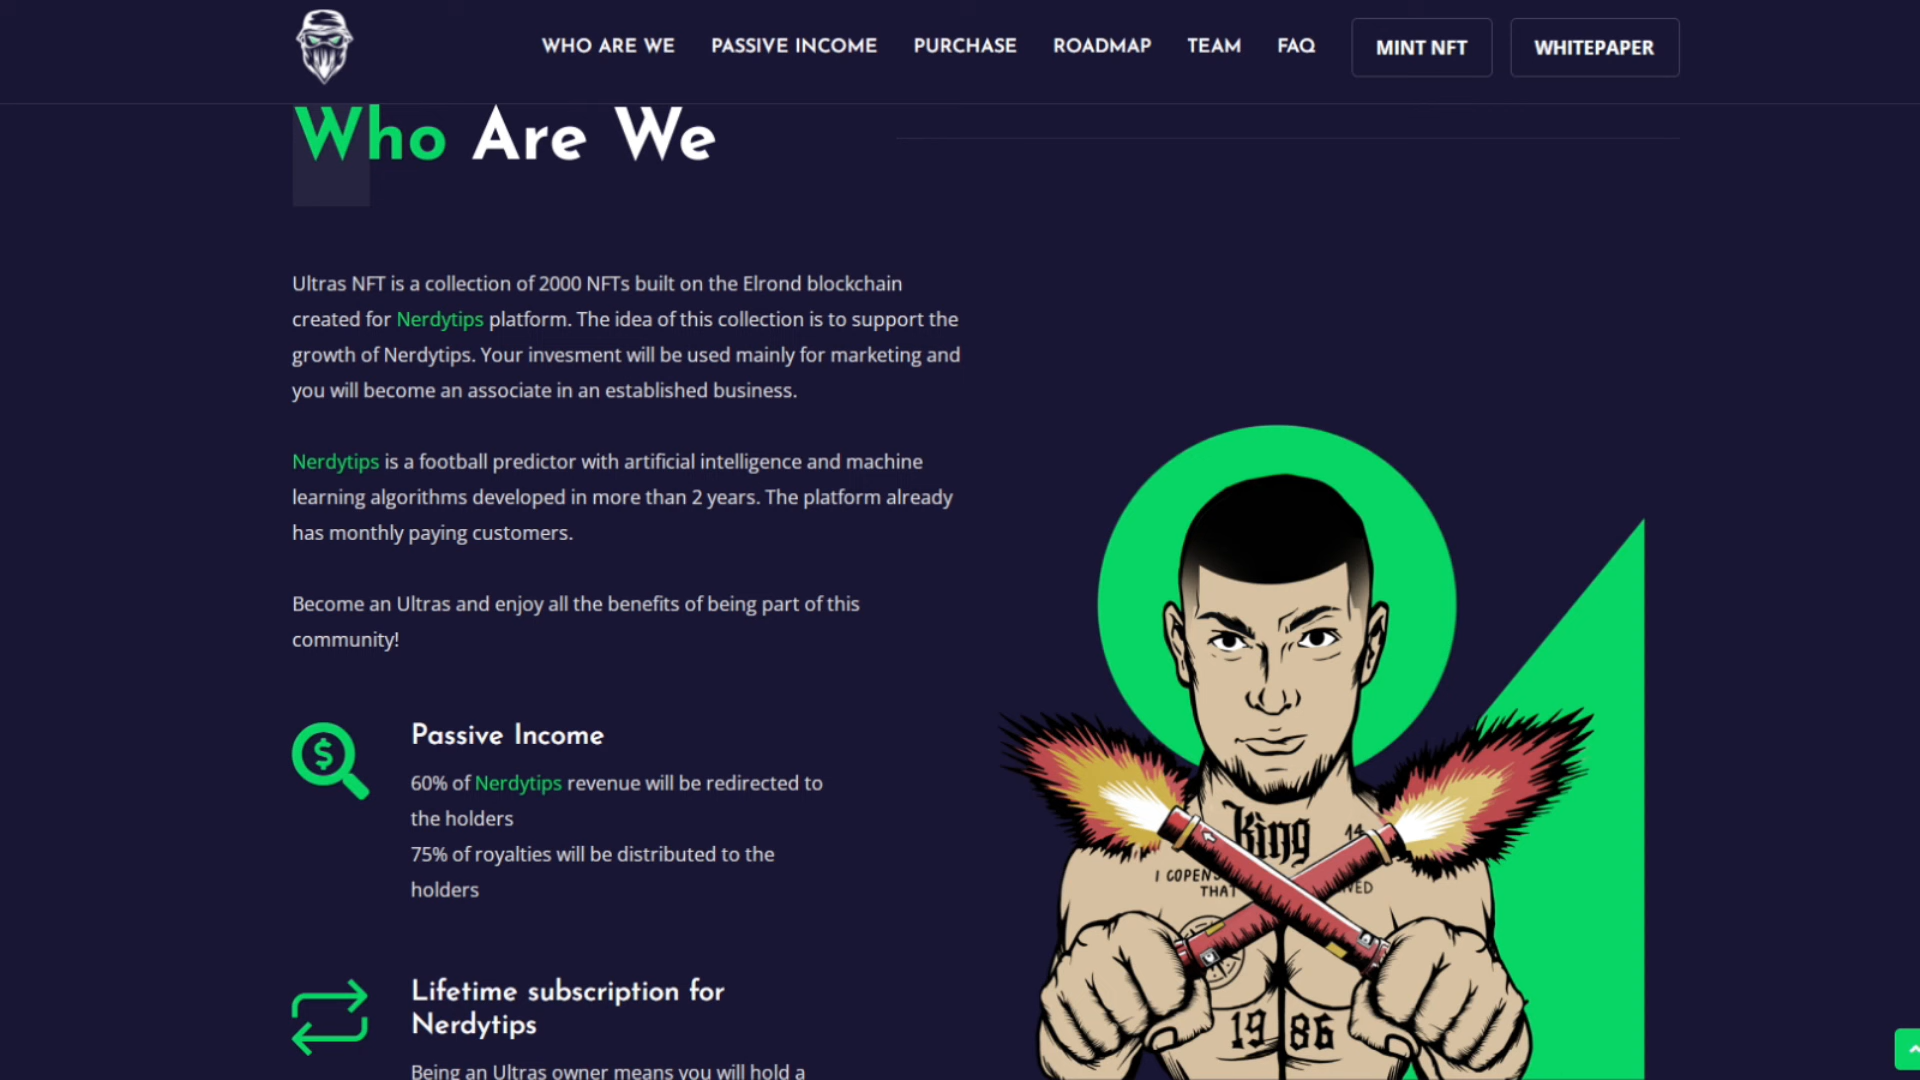 WHO ARE WE PASSIVE INCOME PURCHASE ROADMAP TEAM FAQ MINT NFT WHITEPAPER
Who Are We
Ultras NFT is a collection of 2000 NFTs built on the Elrond blockchain
created for Nerdytips platform. The idea of this collection is to support the
growth of Nerdytips. Your invesment will be used mainly for marketing and
you will become an associate in an established business.
Nerdytips is a football predictor with artificial intelligence and machine
learning algorithms developed in more than 2 years. The platform already
has monthly paying customers.
Become an Ultras and enjoy all the benefits of being part of this
community!
Passive Income
60% of Nerdytips revenue will be redirected to
the holders
75% of royalties will be distributed to the
holders
Lifetime subscription for
Nerdytips
Being an Ultras owner means you will hold a
King
14
I
THAT
1986